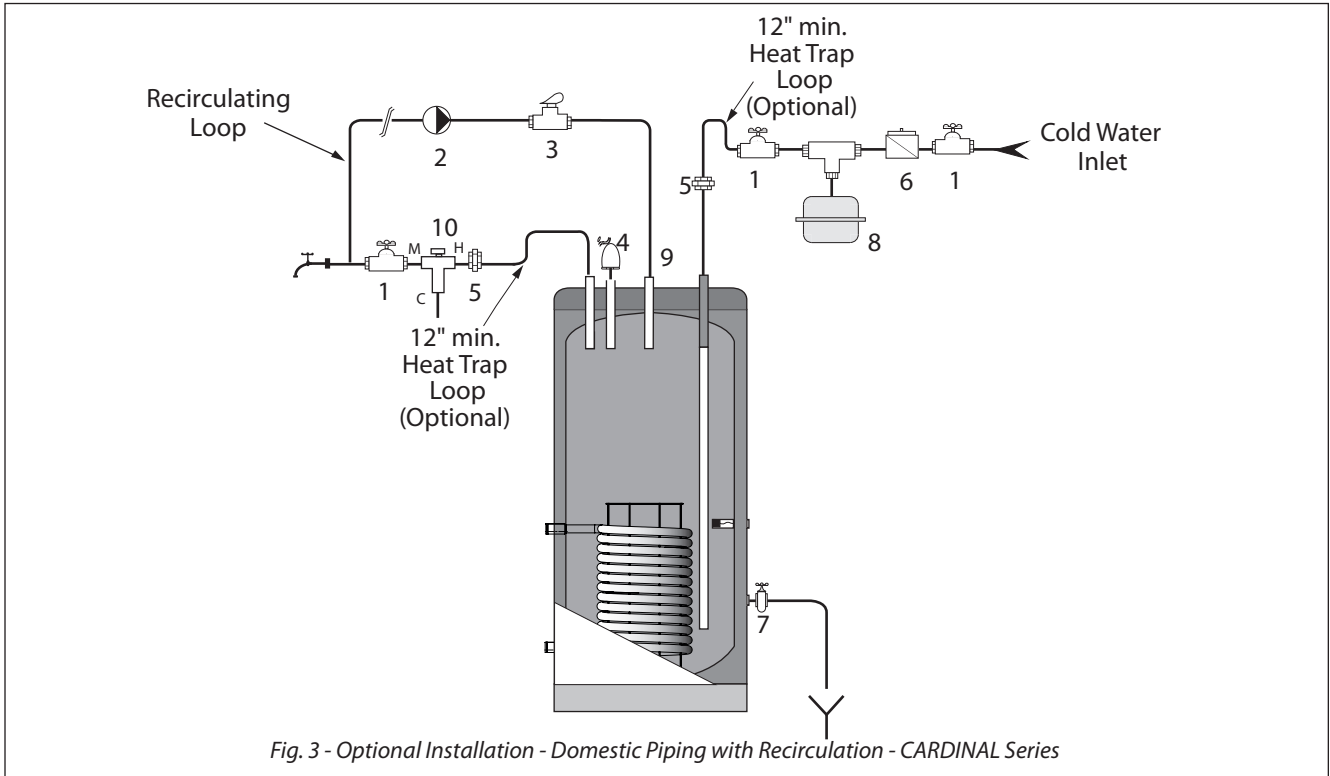 12" min.
Heat Trap
Loop
(Optional)
Recirculating
Loop
Cold Water
Inlet
2
3
1
6
1
5
8
10
M
H
4
9
1
C
5
12" min.
Heat Trap
Loop
(Optional)
7
Fig. 3 - Optional Installation - Domestic Piping with Recirculation - CARDINAL Series